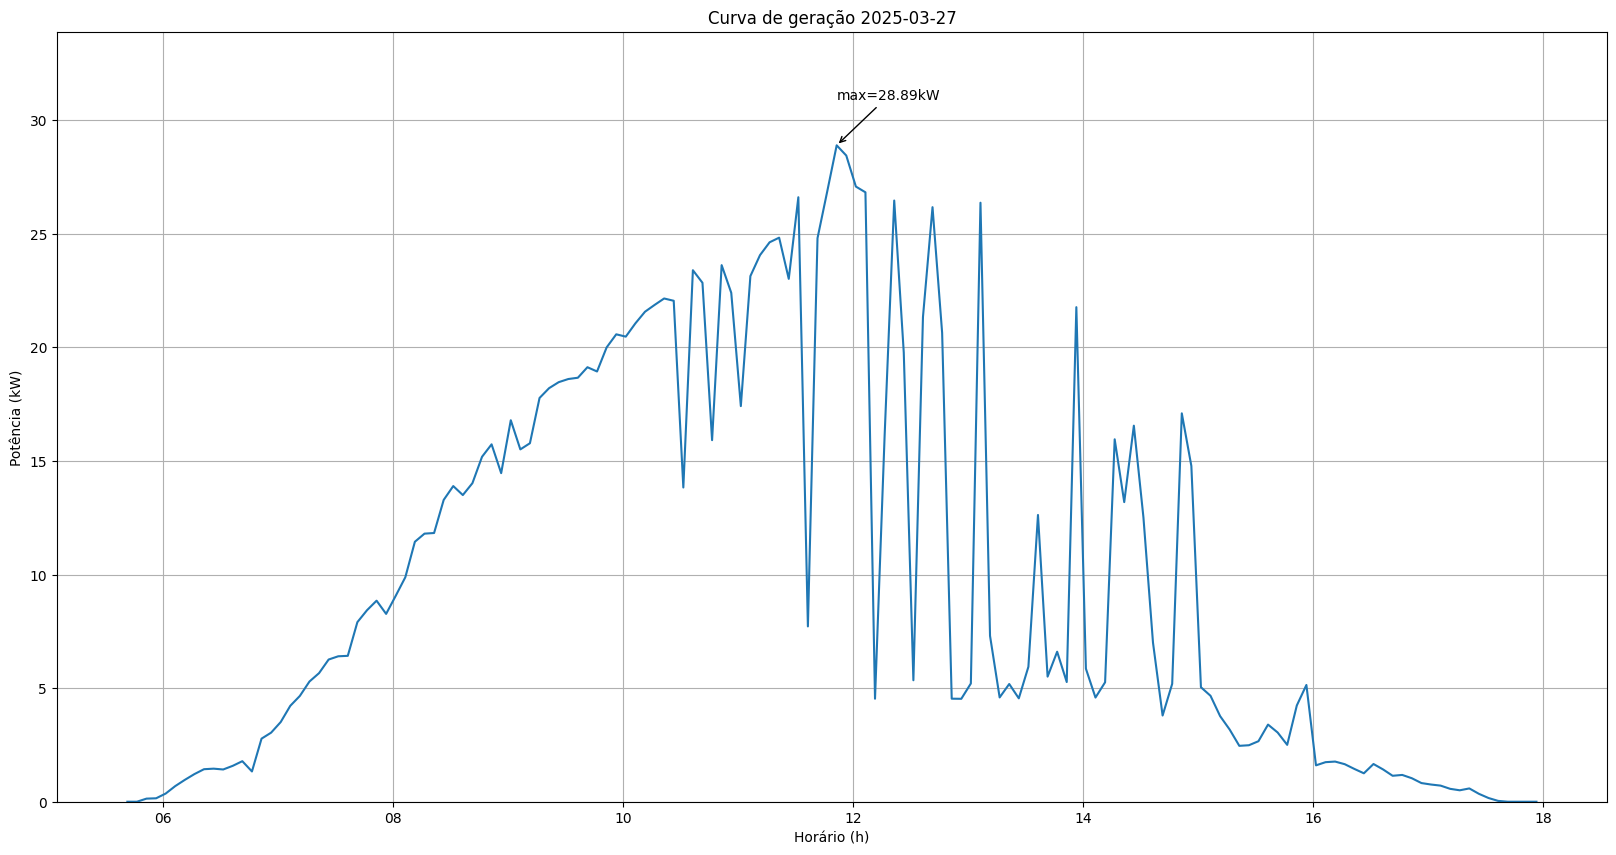 Curva de geração 2025-03-27
max=28.89kW
30
25
20
15
10
5
0
Potência (kW)
06 08 10 12 14 16 18
Horário (h)